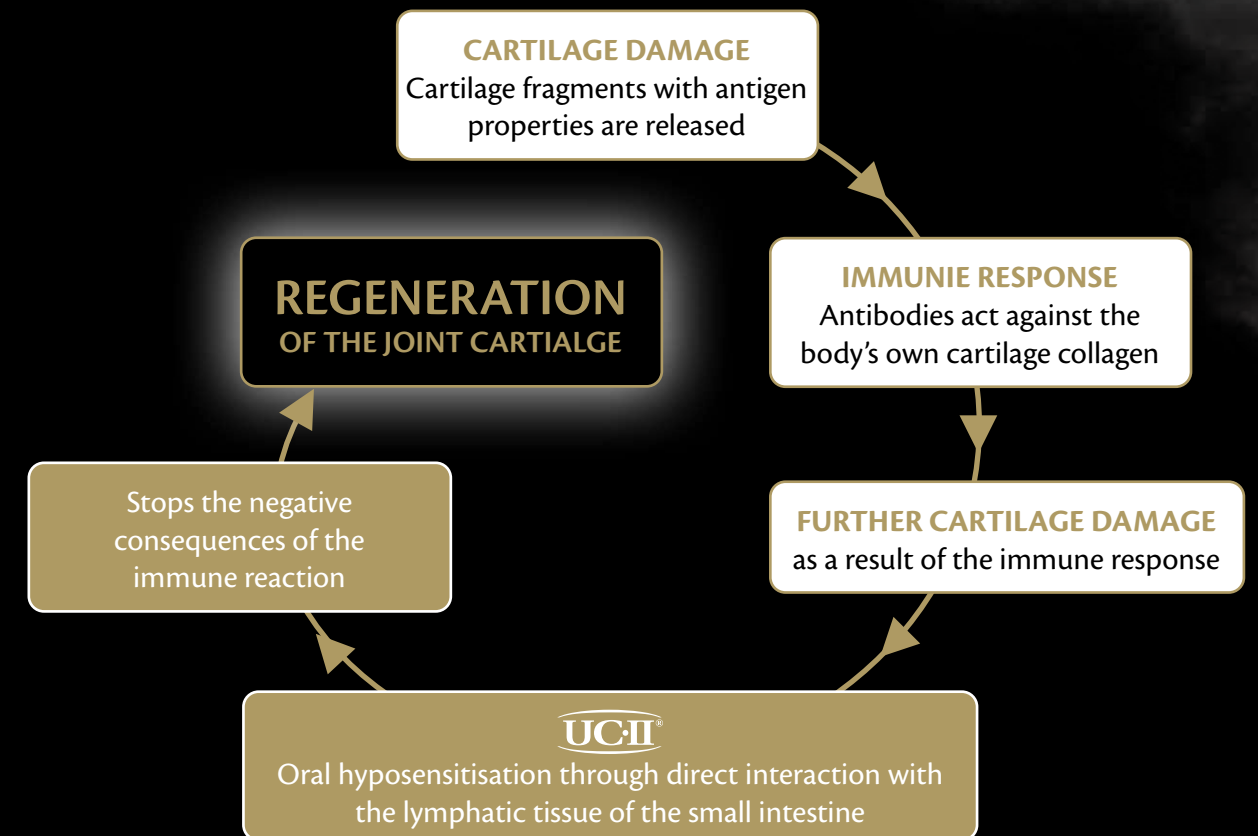 CARTILAGE DAMAGE
Cartilage fragments with antigen
properties are released
IMMUNIE RESPONSE
Antibodies act against the
body's own cartilage collagen
FURTHER CARTILAGE DAMAGE
as a result of the immune response
UC·II®
Oral hyposensitisation through direct interaction with
the lymphatic tissue of the small intestine
Stops the negative
consequences of the
immune reaction
REGENERATION
OF THE JOINT CARTIALGE